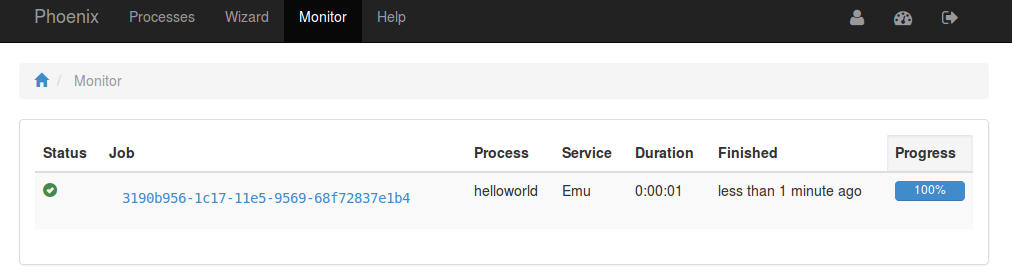 Phoenix Processes Wizard Monitor Help
/ Monitor
Status Job Process Service Duration Finished Progress
3190b956-1c17-11e5-9569-68f72837e1b4 helloworld Emu 0:00:01 less than 1 minute ago 100%